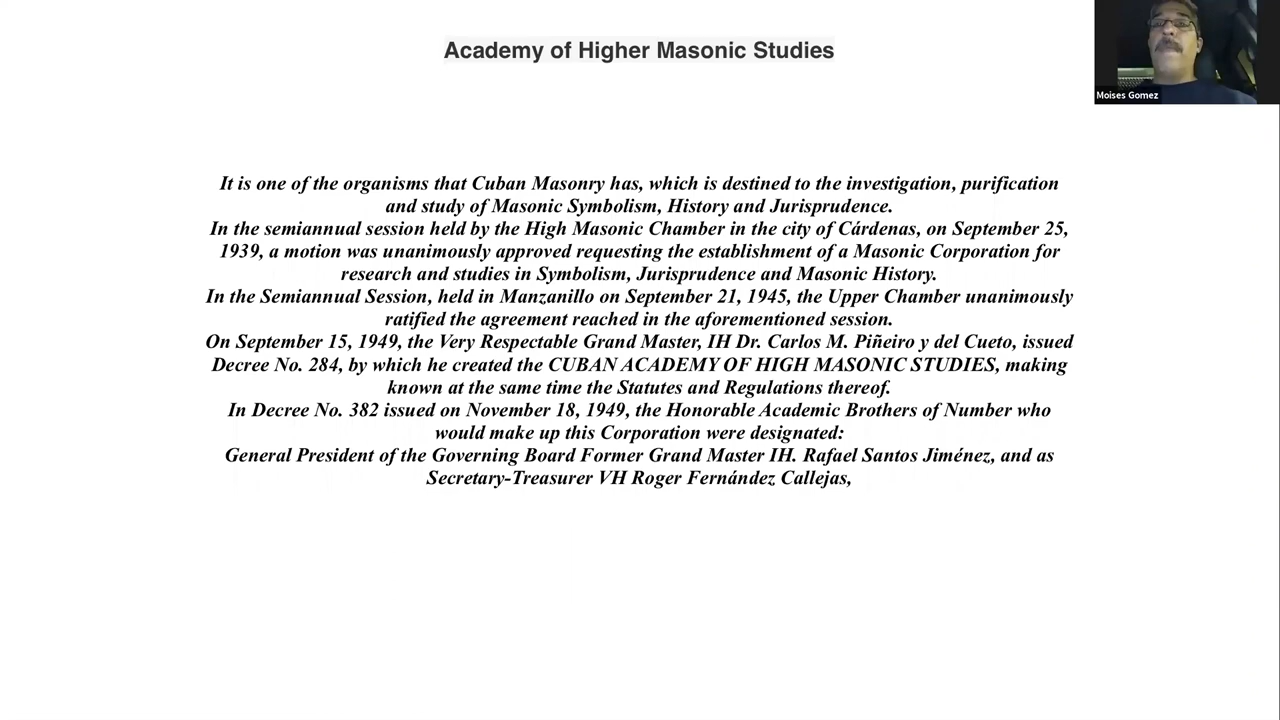 Academy of Higher Masonic Studies
Moises Gomez
It is one of the organisms that Cuban Masonry has, which is destined to the investigation, purification
and study of Masonic Symbolism, History and Jurisprudence.
In the semiannual session held by the High Masonic Chamber in the city of Cárdenas, on September 25,
1939, a motion was unanimously approved requesting the establishment of a Masonic Corporation for
research and studies in Symbolism, Jurisprudence and Masonic History.
In the Semiannual Session, held in Manzanillo on September 21, 1945, the Upper Chamber unanimously
ratified the agreement reached in the aforementioned session.
On September 15, 1949, the Very Respectable Grand Master, IH Dr. Carlos M. Piñeiro y del Cueto, issued
Decree No. 284, by which he created the CUBAN ACADEMY OF HIGH MASONIC STUDIES, making
known at the same time the Statutes and Regulations thereof.
In Decree No. 382 issued on November 18, 1949, the Honorable Academic Brothers of Number who
would make up this Corporation were designated:
General President of the Governing Board Former Grand Master IH. Rafael Santos Jiménez, and as
Secretary-Treasurer VH Roger Fernández Callejas,